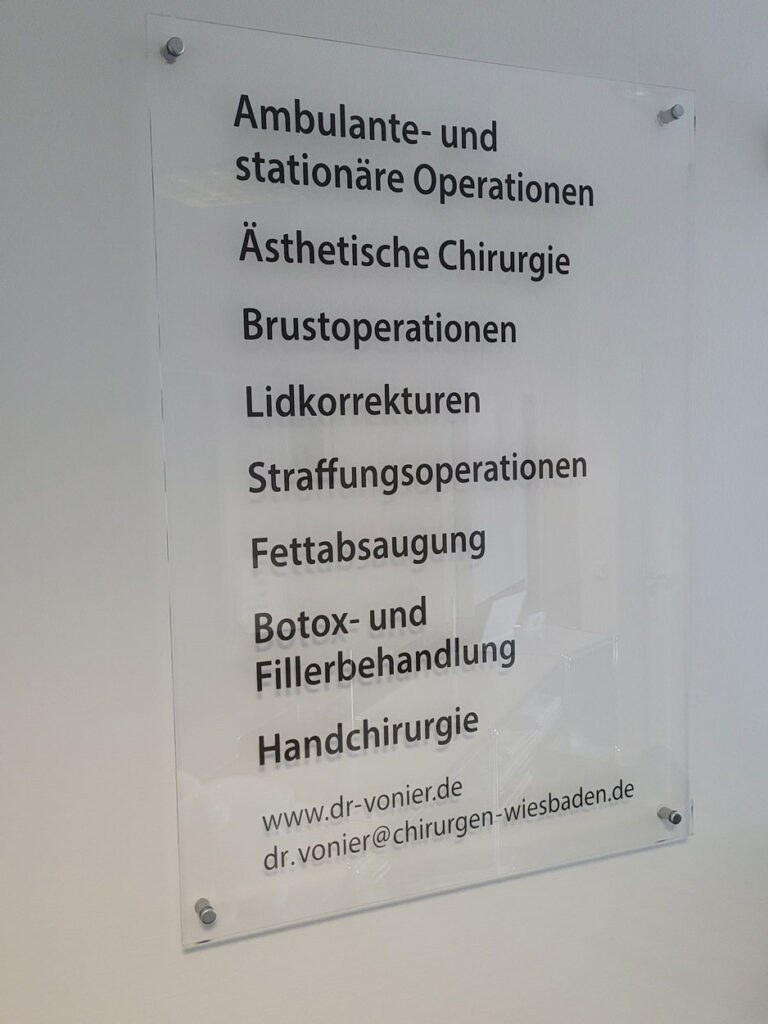 Ambulante- und
stationäre Operationen
Ästhetische Chirurgie
Brustoperationen
Lidkorrekturen
Straffungsoperationen
Fettabsaugung
Botox- und
Fillerbehandlung
Handchirurgie
www.dr-vonier.de
dr.vonier@chirurgen-wiesbaden.de